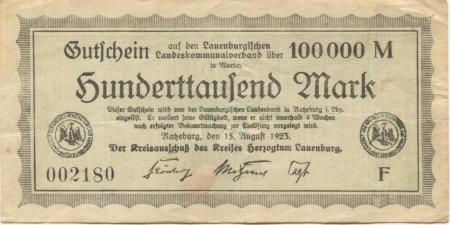 Gutschein auf den Lauenburgischen Landeskommunalverband über 100000 M
in Worten
Hunderttausend Mark
Dieser Gutschein wird von der Lauenburgischen Landesbank in Ratzeburg i. Lbg.
eingelöst. Er verliert seine Gültigkeit, wenn er nicht innerhalb 4 Wochen
nach erfolgter Bekanntmachung zur Einlösung vorgelegt wird.
Ratzeburg, den 15. August 1923.
Der Kreisausschuß des Kreises Herzogtum Lauenburg.
002180
F